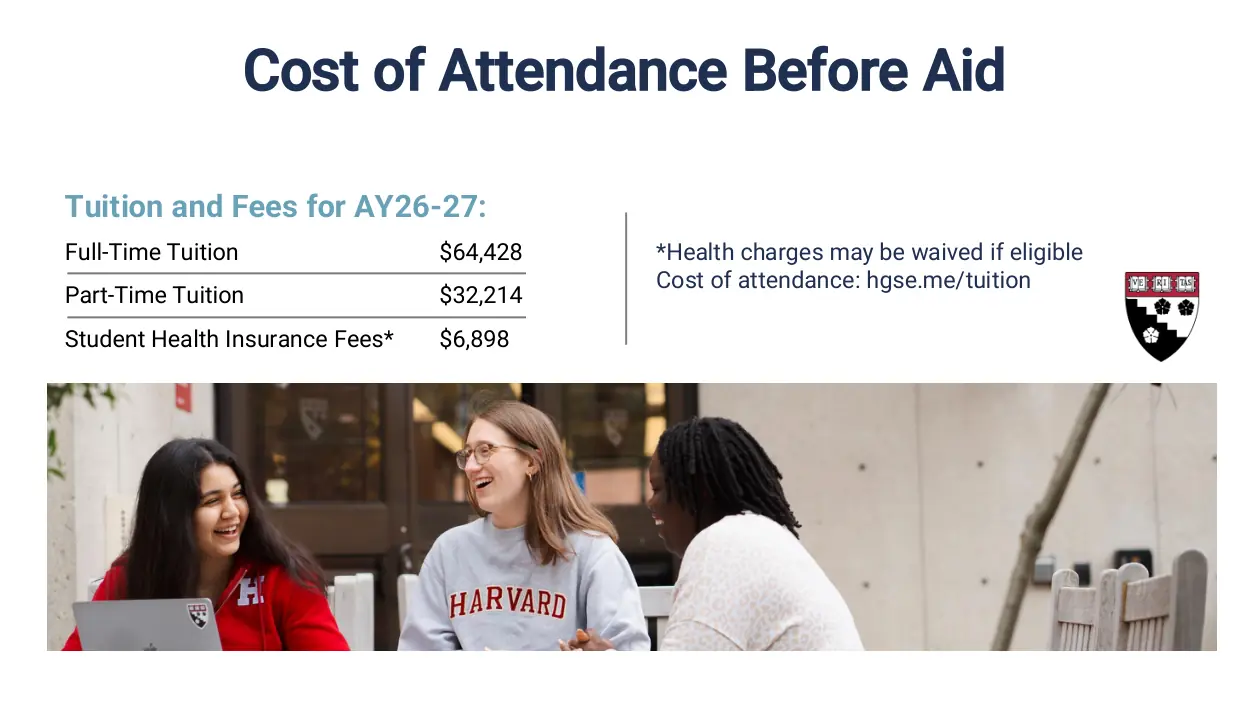 Cost of Attendance Before Aid
Tuition and Fees for AY26-27:
Full-Time Tuition $64,428
Part-Time Tuition $32,214
Student Health Insurance Fees* $6,898
*Health charges may be waived if eligible
Cost of attendance: hgse.me/tuition
VE RI TAS
H
HARVARD